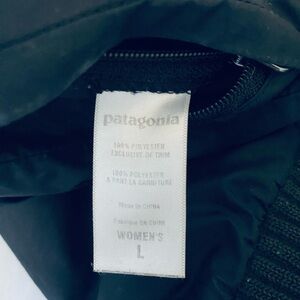 patagonia
100% POLYESTER
EXCLUSIVE OF TRIM
100% POLYESTER
A PART LA GARNITURE
Made in CHINA
Fabriqué en CHINE
WOMEN'S
L